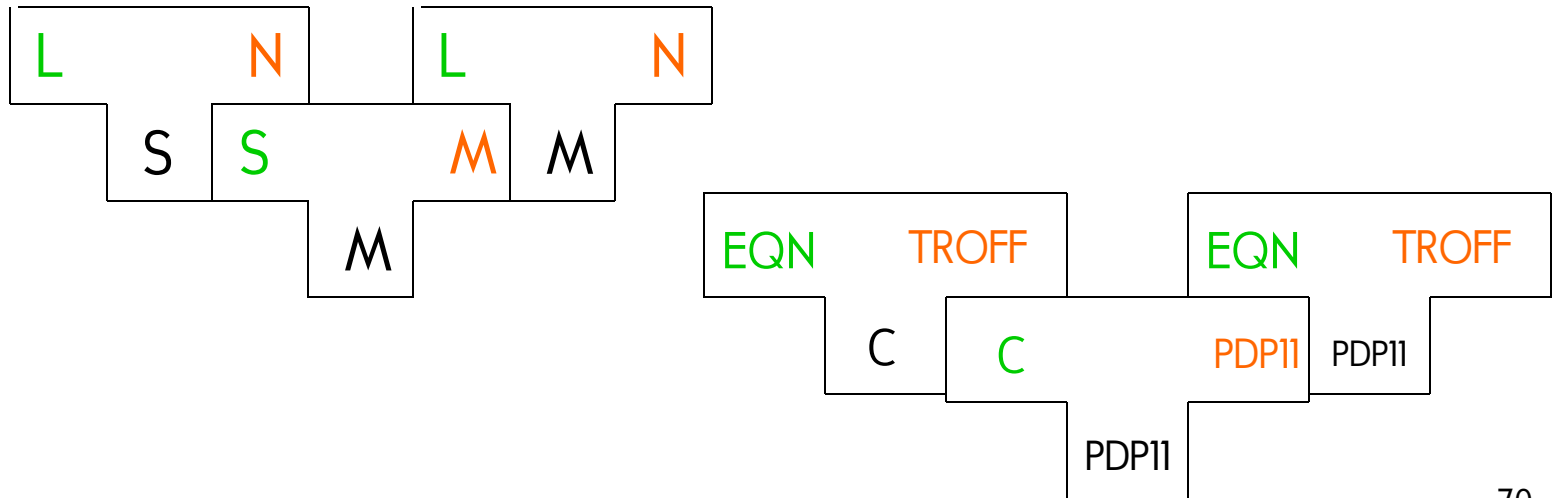 L N L N
S S M M
M
EQN TROFF EQN TROFF
C C PDP11 PDP11
PDP11